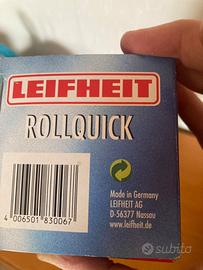 LEIFHEIT
ROLLQUICK
Made in Germany
LEIFHEIT AG
D-56377 Nassau
www.leifheit.de
4 006501 830067
subito